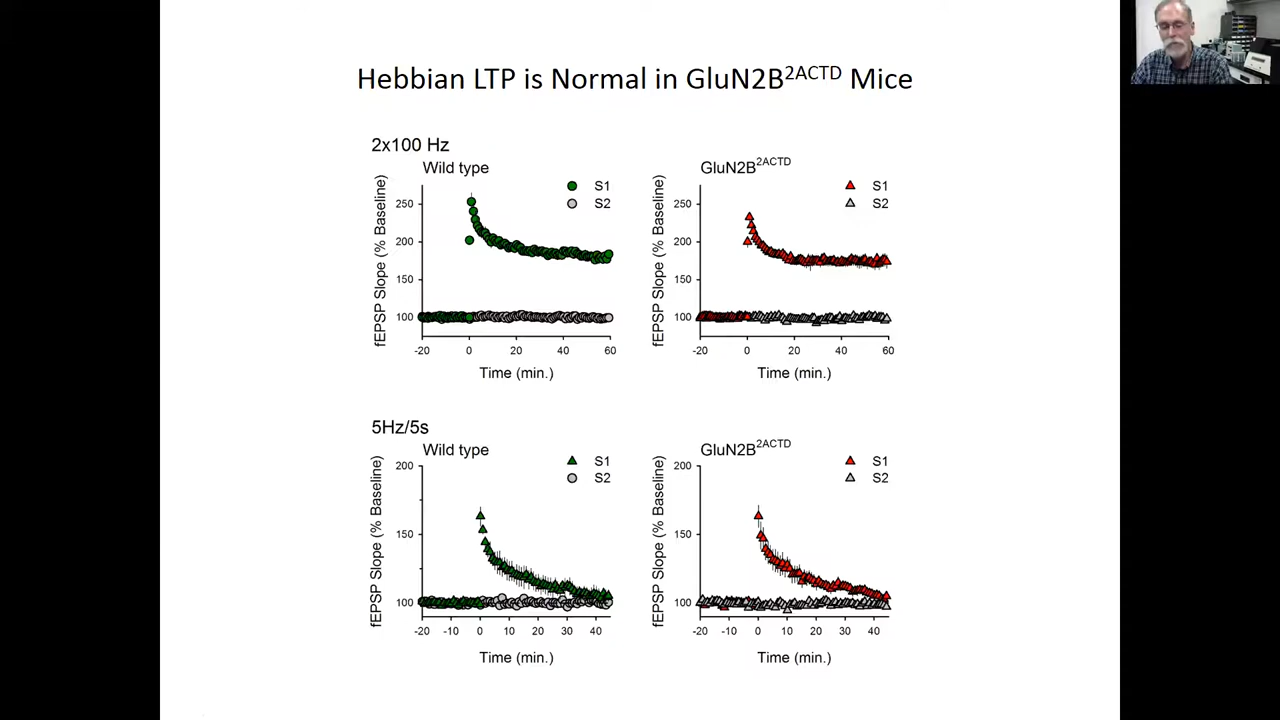 Hebbian LTP is Normal in GluN2B2ACTD Mice
2x100 Hz
Wild type
S1
S2
fEPSP Slope (% Baseline)
250
200
150
100
-20
0
20
40
60
Time (min.)
GluN2B2ACTD
S1
S2
fEPSP Slope (% Baseline)
250
200
150
100
-20
0
20
40
60
Time (min.)
5Hz/5s
Wild type
S1
S2
fEPSP Slope (% Baseline)
200
150
100
-20
-10
0
10
20
30
40
Time (min.)
GluN2B2ACTD
S1
S2
fEPSP Slope (% Baseline)
200
150
100
-20
-10
0
10
20
30
40
Time (min.)